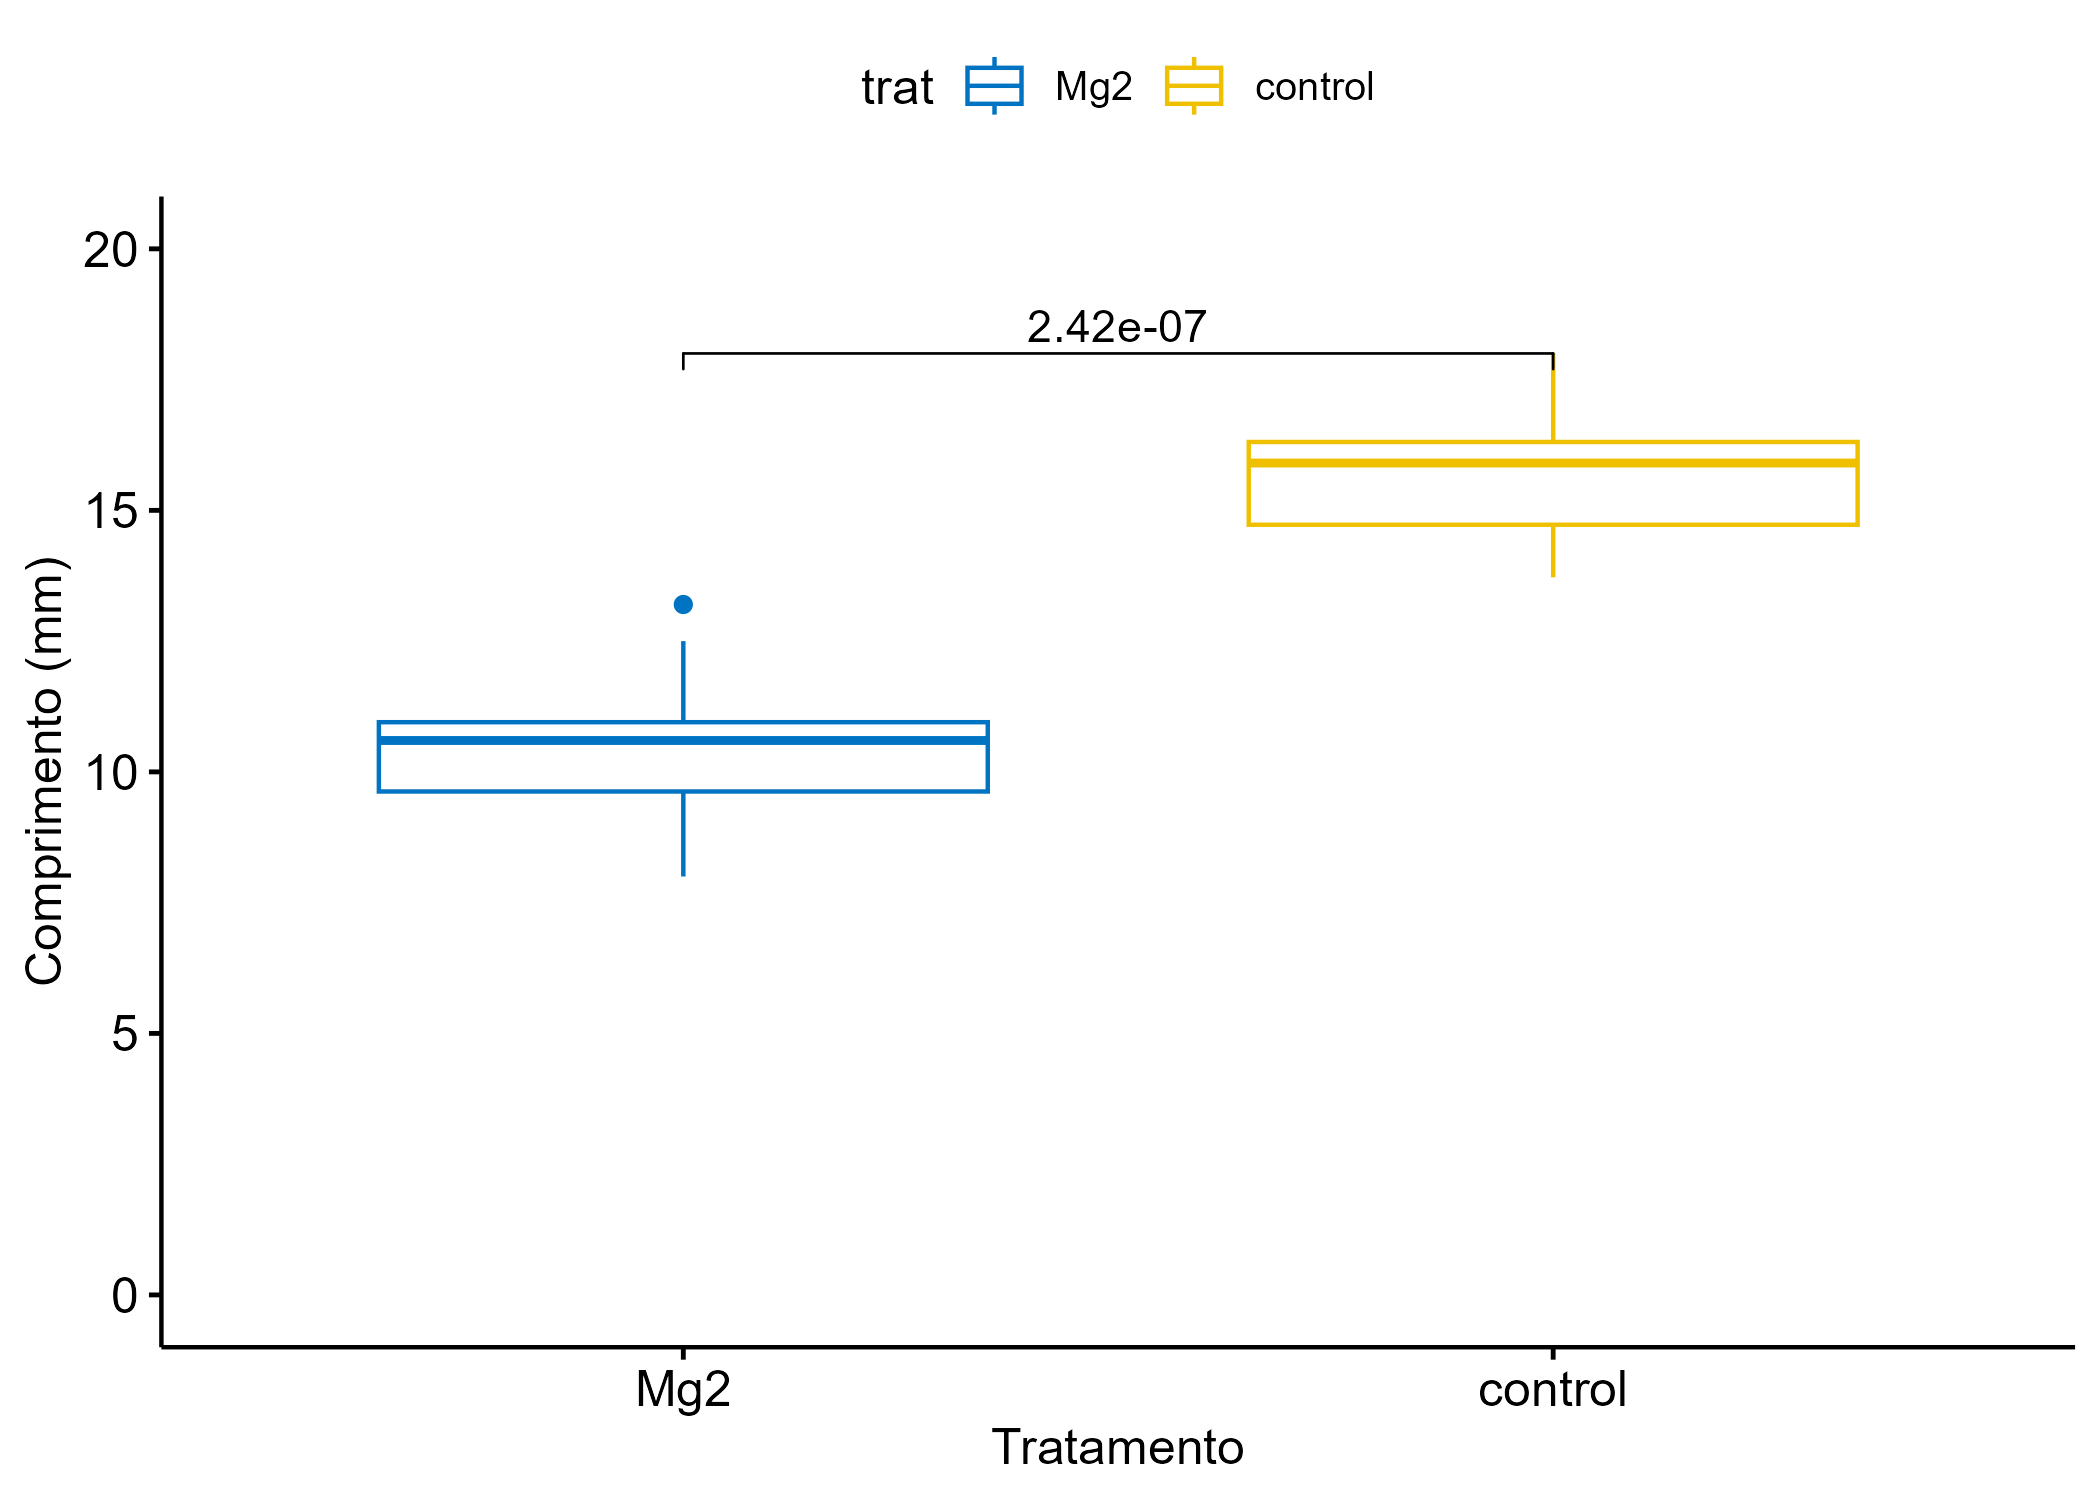 trat Mg2 control
20
2.42e-07
15
Comprimento (mm)
10
5
0
Mg2 control
Tratamento